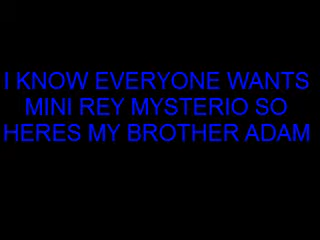 I KNOW EVERYONE WANTS
MINI REY MYSTERIO SO
HERES MY BROTHER ADAM